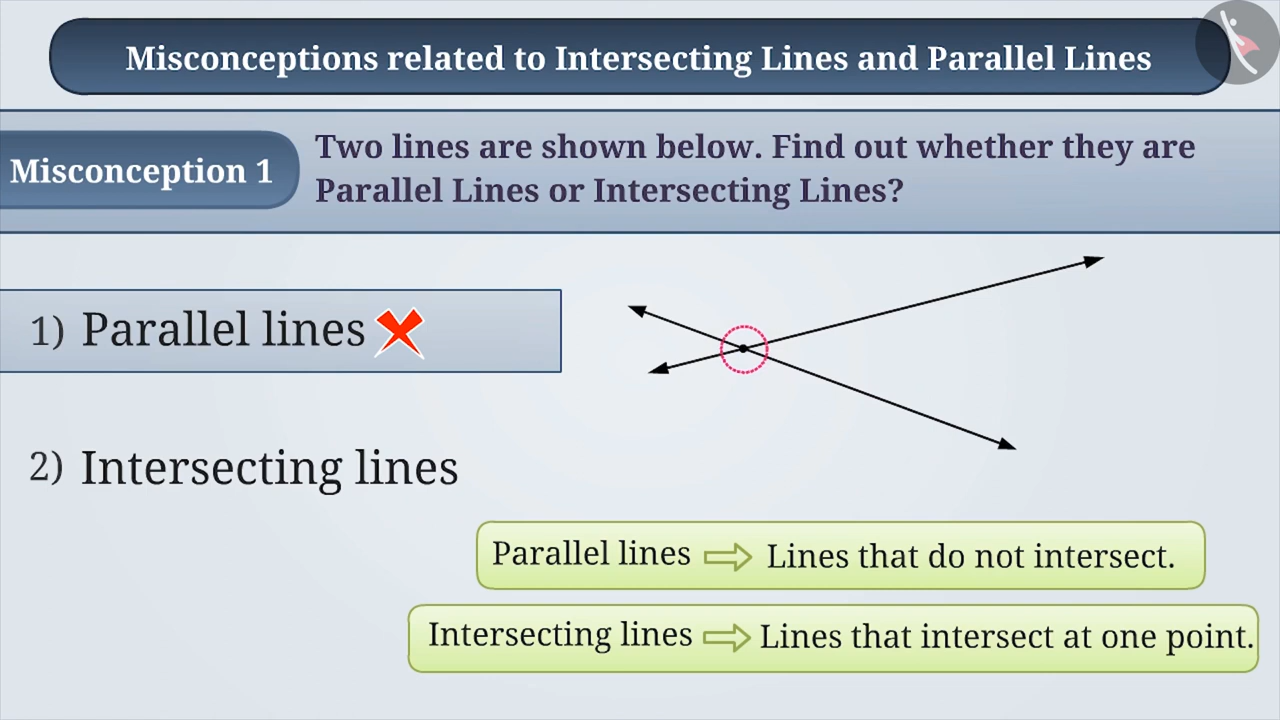 Misconceptions related to Intersecting Lines and Parallel Lines
Misconception 1
Two lines are shown below. Find out whether they are
Parallel Lines or Intersecting Lines?
1) Parallel lines
2) Intersecting lines
Parallel lines ⇨ Lines that do not intersect.
Intersecting lines ⇨ Lines that intersect at one point.